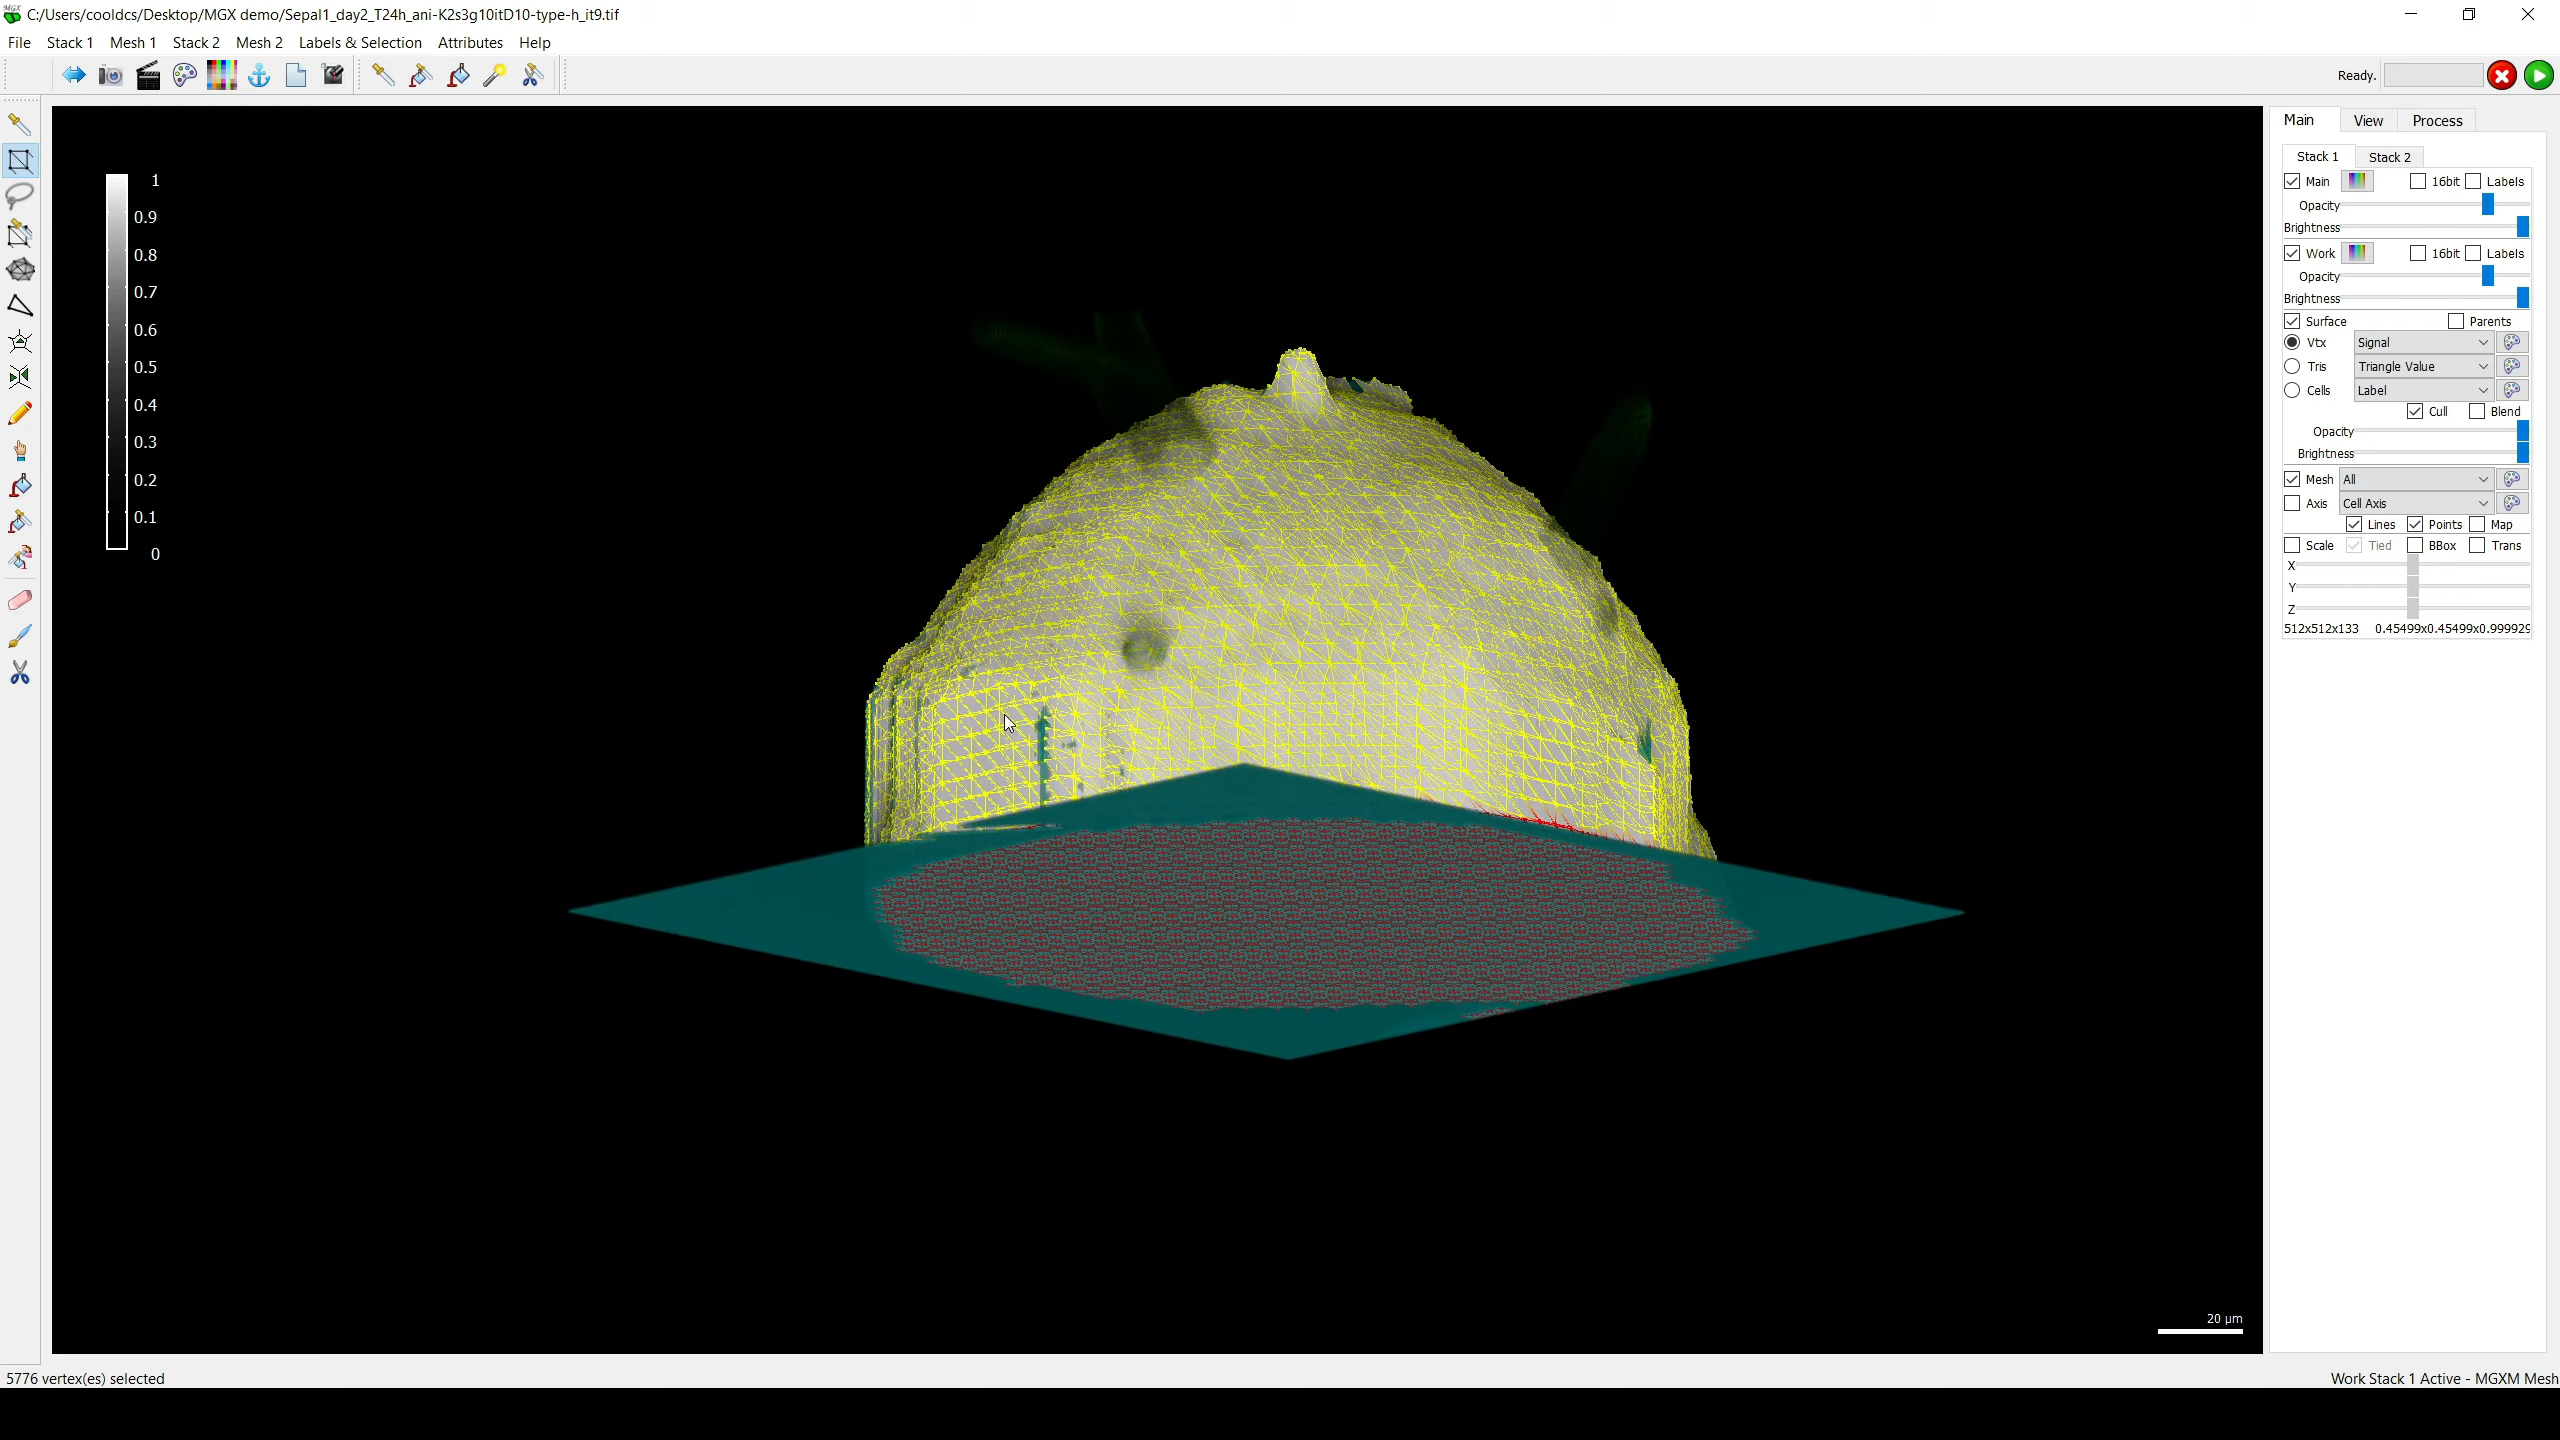 MGX C:/Users/cooldcs/Desktop/MGX demo/Sepal1_day2_T24h_ani-K2s3g10itD10-type-h_it9.tif
File Stack 1 Mesh 1 Stack 2 Mesh 2 Labels & Selection Attributes Help
Ready.
Main View Process
Stack 1 Stack 2
Main 16bit Labels
Opacity
Brightness
Work 16bit Labels
Opacity
Brightness
Surface Parents
Vtx Signal
Tris Triangle Value
Cells Label
Cull Blend
Opacity
Brightness
Mesh All
Axis Cell Axis
Lines Points Map
Scale Tied BBox Trans
X
Y
Z
512x512x133 0.45499x0.45499x0.999929
1
0.9
0.8
0.7
0.6
0.5
0.4
0.3
0.2
0.1
0
20 µm
5776 vertex(es) selected
Work Stack 1 Active - MGXM Mesh